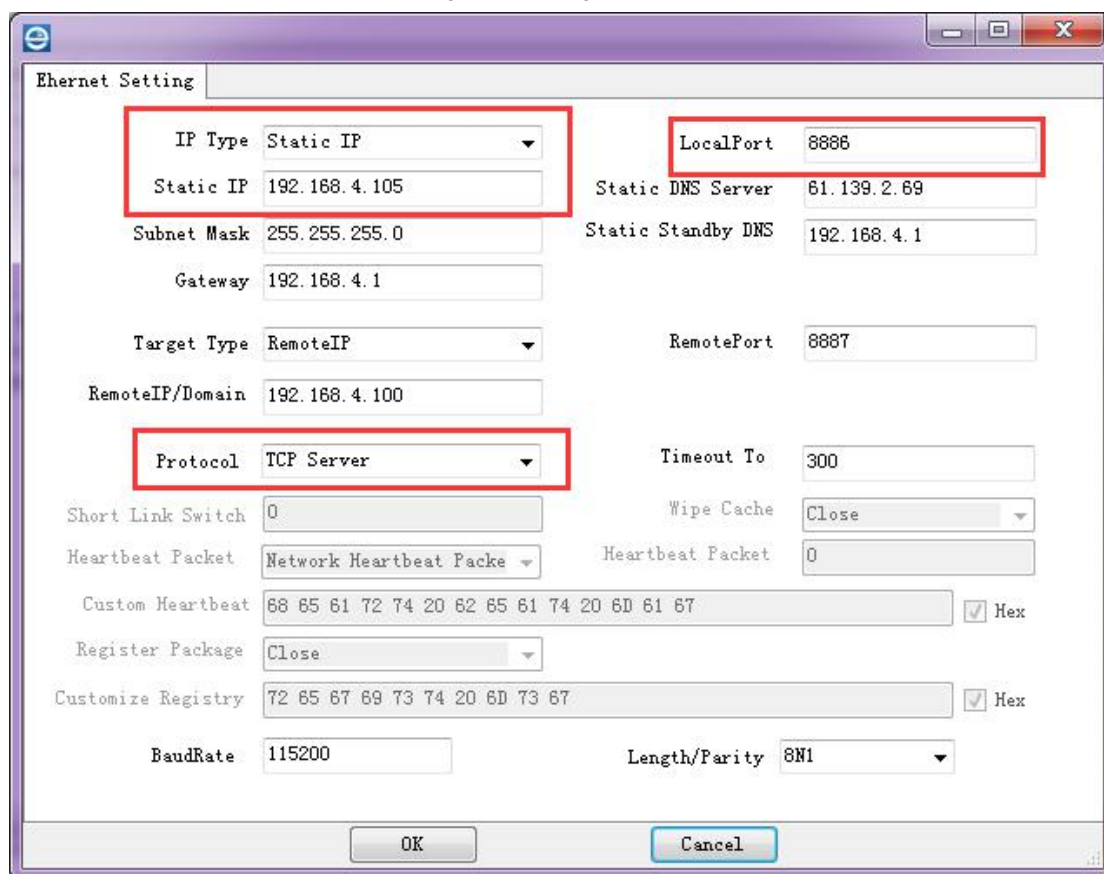 Ehernet Setting
IP Type Static IP LocalPort 8886
Static IP 192.168.4.105 Static DNS Server 61.139.2.69
Subnet Mask 255.255.255.0 Static Standby DNS 192.168.4.1
Gateway 192.168.4.1
Target Type RemoteIP RemotePort 8887
RemoteIP/Domain 192.168.4.100
Protocol TCP Server Timeout To 300
Short Link Switch 0 Wipe Cache Close
Heartbeat Packet Network Heartbeat Packe Heartbeat Packet 0
Custom Heartbeat 68 65 61 72 74 20 62 65 61 74 20 6D 61 67 Hex
Register Package Close
Customize Registry 72 65 67 69 73 74 20 6D 73 67 Hex
BaudRate 115200 Length/Parity 8N1
OK Cancel